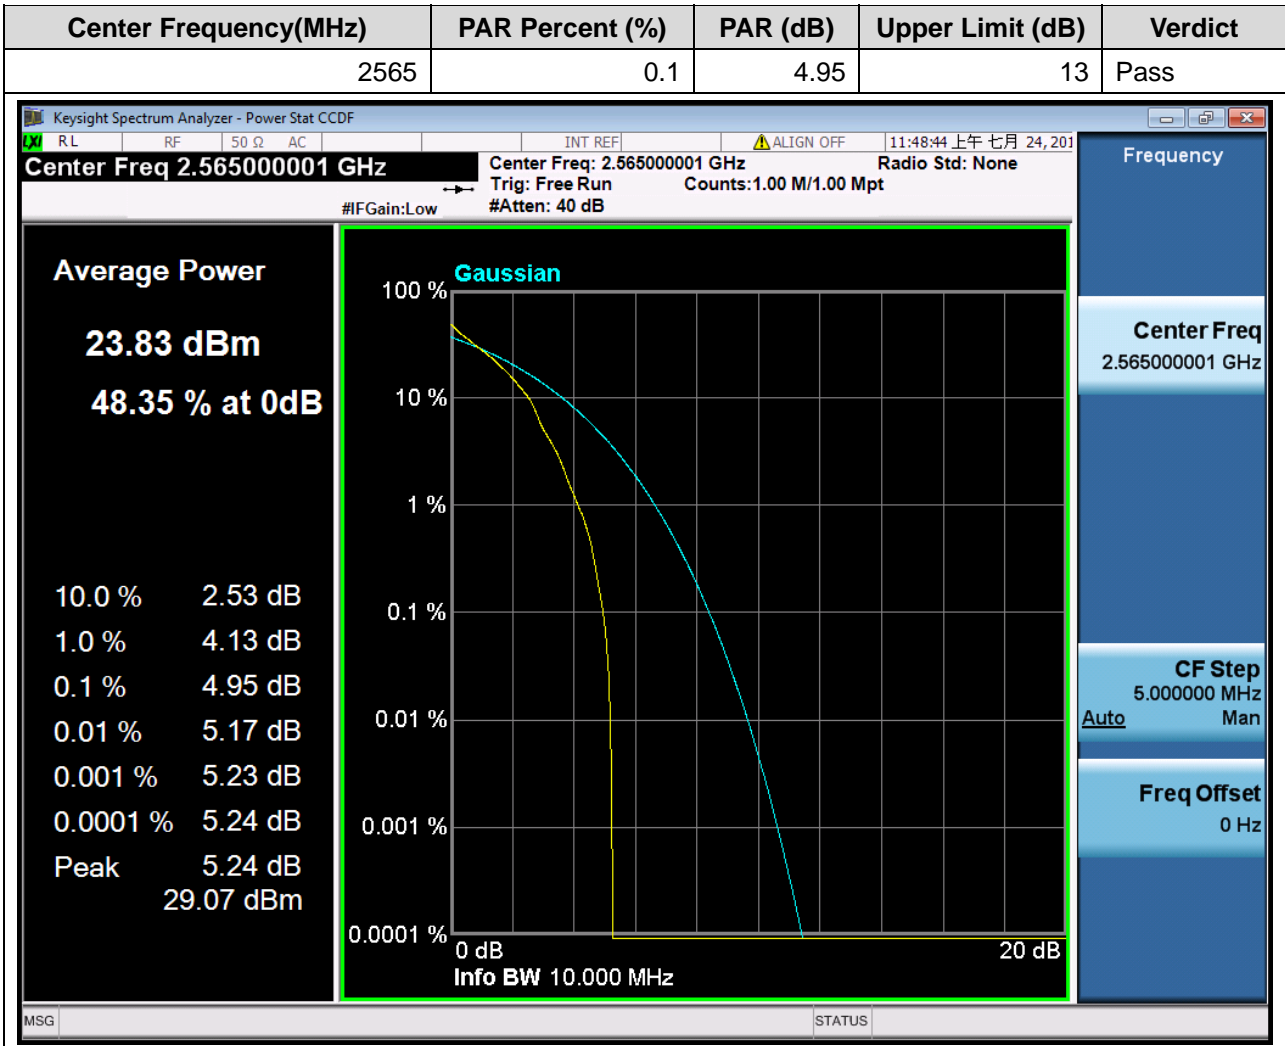 Center Frequency(MHz) PAR Percent (%) PAR (dB) Upper Limit (dB) Verdict
2565 0.1 4.95 13 Pass
Keysight Spectrum Analyzer - Power Stat CCDF
LXI RL RF 50 Ω AC INT REF ALIGN OFF 11:48:44 上午 七月 24, 201
Center Freq 2.565000001 GHz
#IFGain:Low
Center Freq: 2.565000001 GHz Radio Std: None
Trig: Free Run Counts:1.00 M/1.00 Mpt
#Atten: 40 dB
Average Power
23.83 dBm
48.35 % at 0dB
10.0 % 2.53 dB
1.0 % 4.13 dB
0.1 % 4.95 dB
0.01 % 5.17 dB
0.001 % 5.23 dB
0.0001 % 5.24 dB
Peak 5.24 dB
29.07 dBm
Gaussian
100 %
10 %
1 %
0.1 %
0.01 %
0.001 %
0.0001 %
0 dB 20 dB
Info BW 10.000 MHz
Frequency
Center Freq
2.565000001 GHz
CF Step
5.000000 MHz
Auto Man
Freq Offset
0 Hz
MSG STATUS